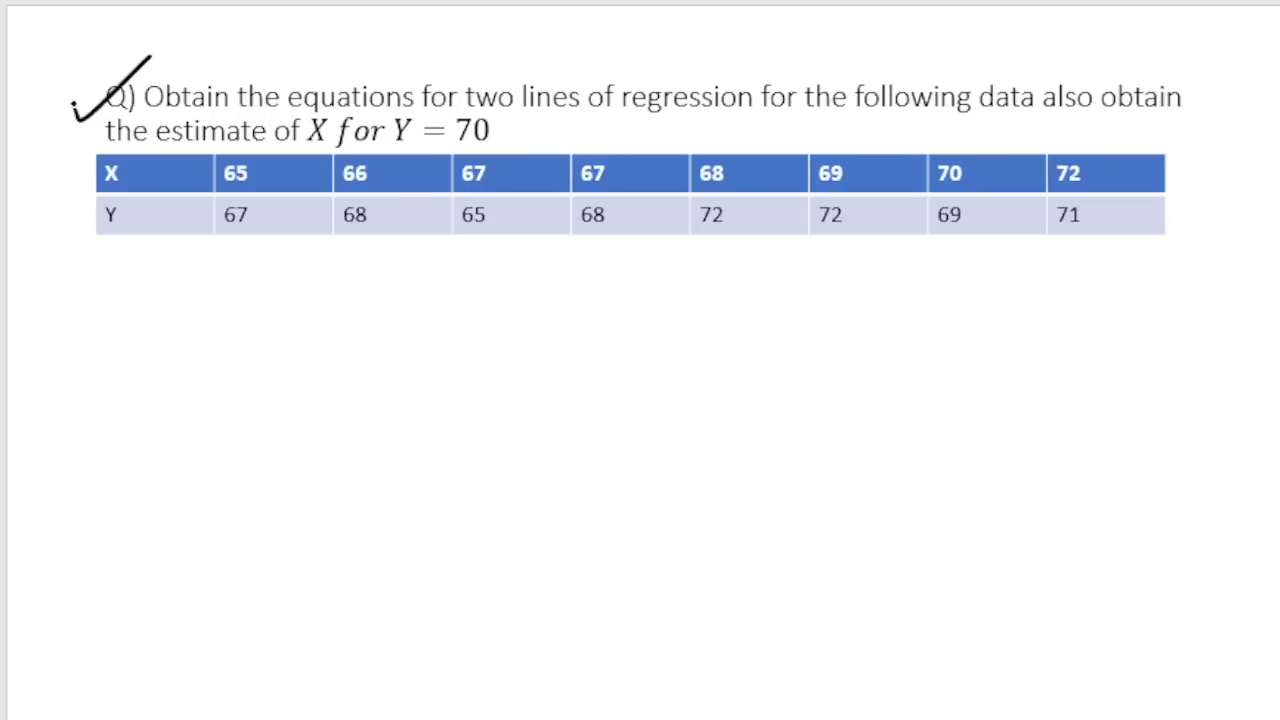 Q) Obtain the equations for two lines of regression for the following data also obtain
the estimate of X for Y = 70
X 65 66 67 67 68 69 70 72
Y 67 68 65 68 72 72 69 71